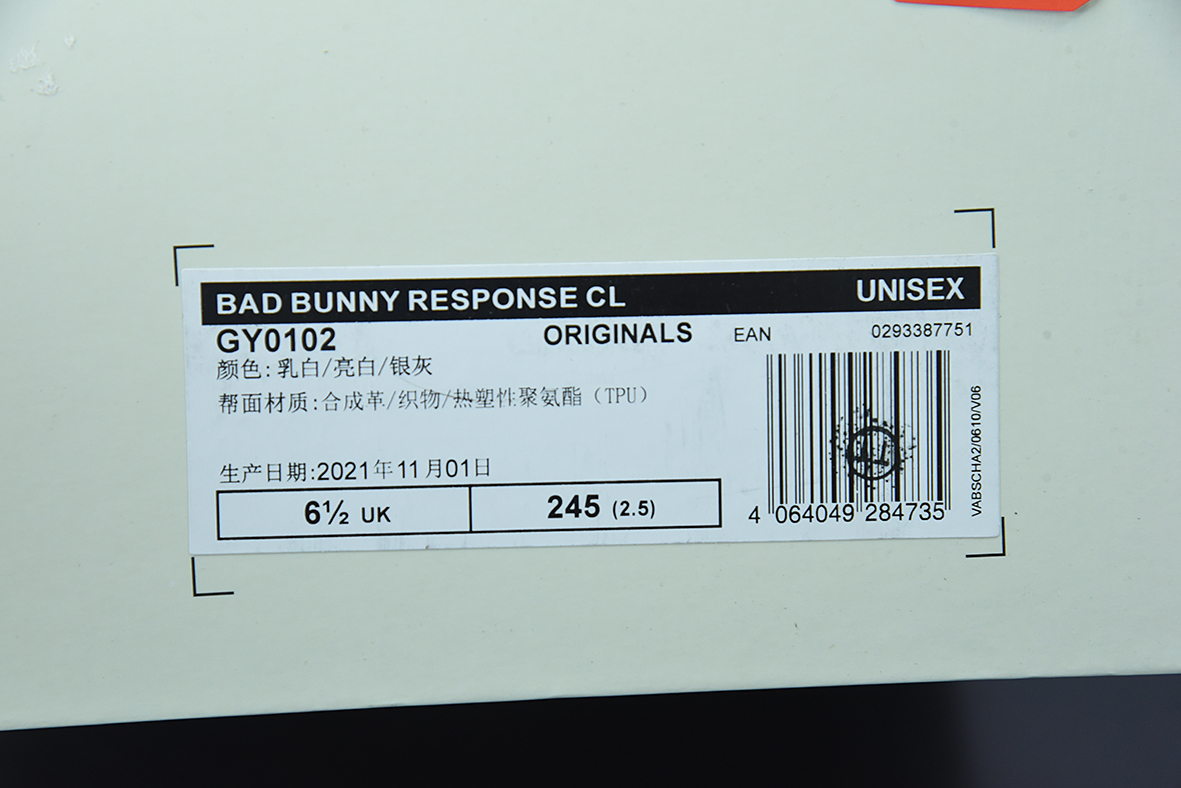 BAD BUNNY RESPONSE CL UNISEX
GY0102 ORIGINALS EAN 0293387751
颜色:乳白/亮白/银灰
帮面材质:合成革/织物/热塑性聚氨酯（TPU）
生产日期:2021年11月01日
6½ UK 245 (2.5)
4 064049 284735
VABSCHA2/0610/V06